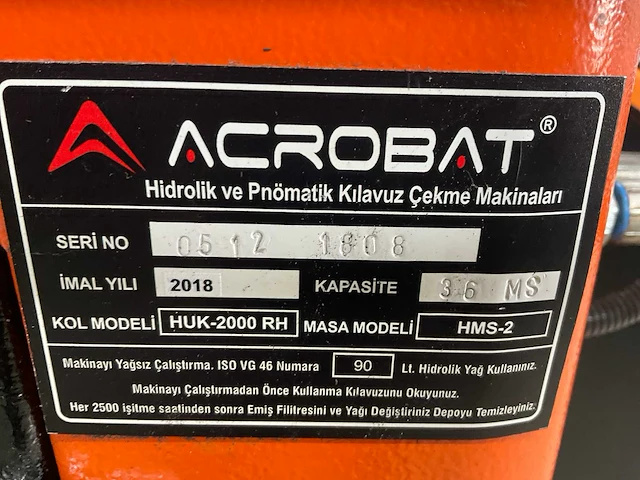 ACROBAT®
Hidrolik ve Pnömatik Kılavuz Çekme Makinaları
SERİ NO 0512 1808
İMAL YILI 2018 KAPASİTE 36 MS
KOL MODELİ HUK-2000 RH MASA MODELİ HMS-2
Makinayı Yağsız Çalıştırma. ISO VG 46 Numara 90 Lt. Hidrolik Yağ Kullanınız.
Makinayı Çalıştırmadan Önce Kullanma Kılavuzunu Okuyunuz.
Her 2500 işitme saatinden sonra Emiş Filitresini ve Yağı Değiştiriniz Depoyu Temizleyiniz.